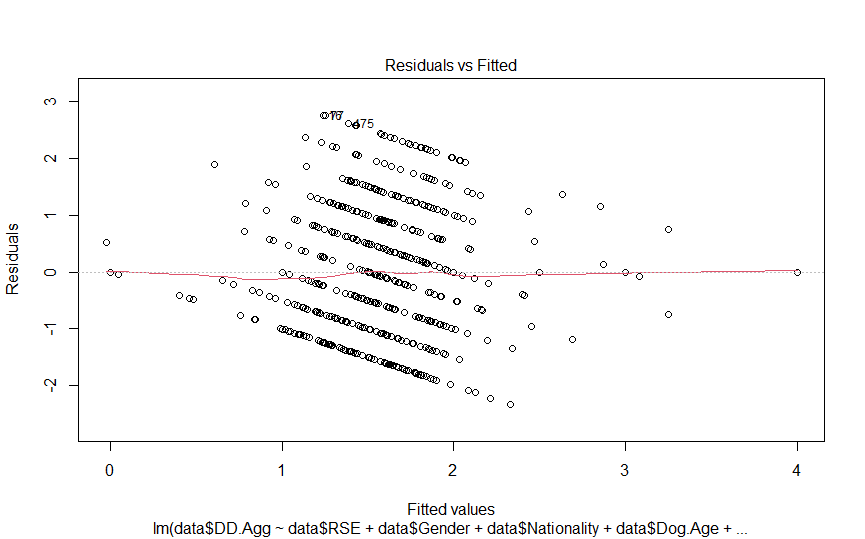 Residuals vs Fitted
3
2
1
0
-1
-2
Residuals
475
0 1 2 3 4
Fitted values
lm(data$DD.Agg ~ data$RSE + data$Gender + data$Nationality + data$Dog.Age + ...